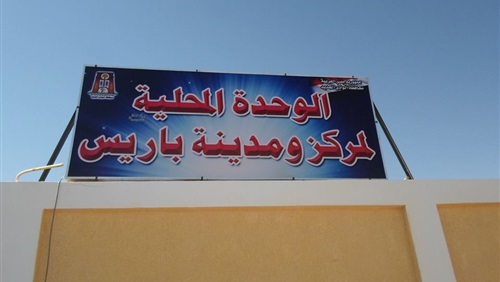 الوحدة المحلية
لمركز ومدينة باريس